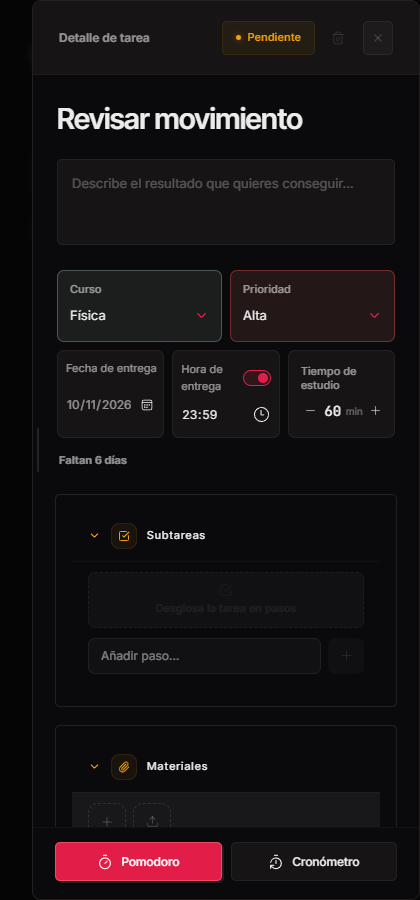 Detalle de tarea
Pendiente
Revisar movimiento
Describe el resultado que quieres conseguir...
Curso
Física
Prioridad
Alta
Fecha de entrega
10/11/2026
Hora de
entrega
23:59
Tiempo de
estudio
60 min
Faltan 6 días
Subtareas
Desglosa la tarea en pasos
Añadir paso...
Materiales
Pomodoro
Cronómetro